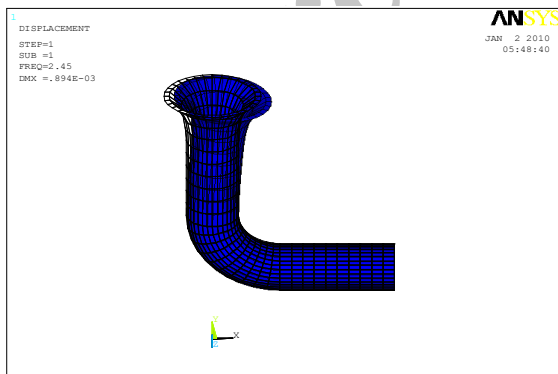 1
ANSYS
DISPLACEMENT
STEP=1
SUB =1
FREQ=2.45
DMX =.894E-03
JAN 2 2010
05:48:40
Y
Z
X